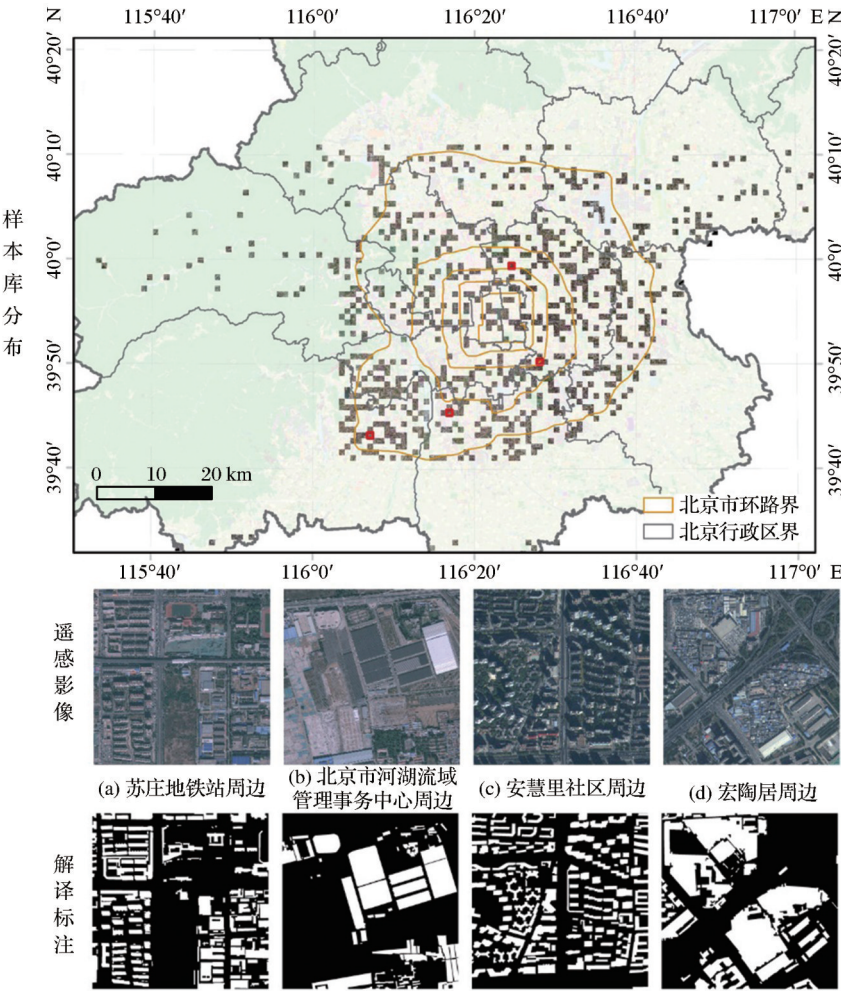 115°40′ 116°0′ 116°20′ 116°40′ 117°0′ E
N N
40°20′ 40°20′
40°10′ 40°10′
40°0′ 40°0′
39°50′ 39°50′
39°40′ 39°40′
样本库分布
0 10 20 km
北京市环路界
北京行政区界
115°40′ 116°0′ 116°20′ 116°40′ 117°0′ E
遥感影像
(a) 苏庄地铁站周边
(b) 北京市河湖流域
管理事务中心周边
(c) 安慧里社区周边
(d) 宏陶居周边
解译标注